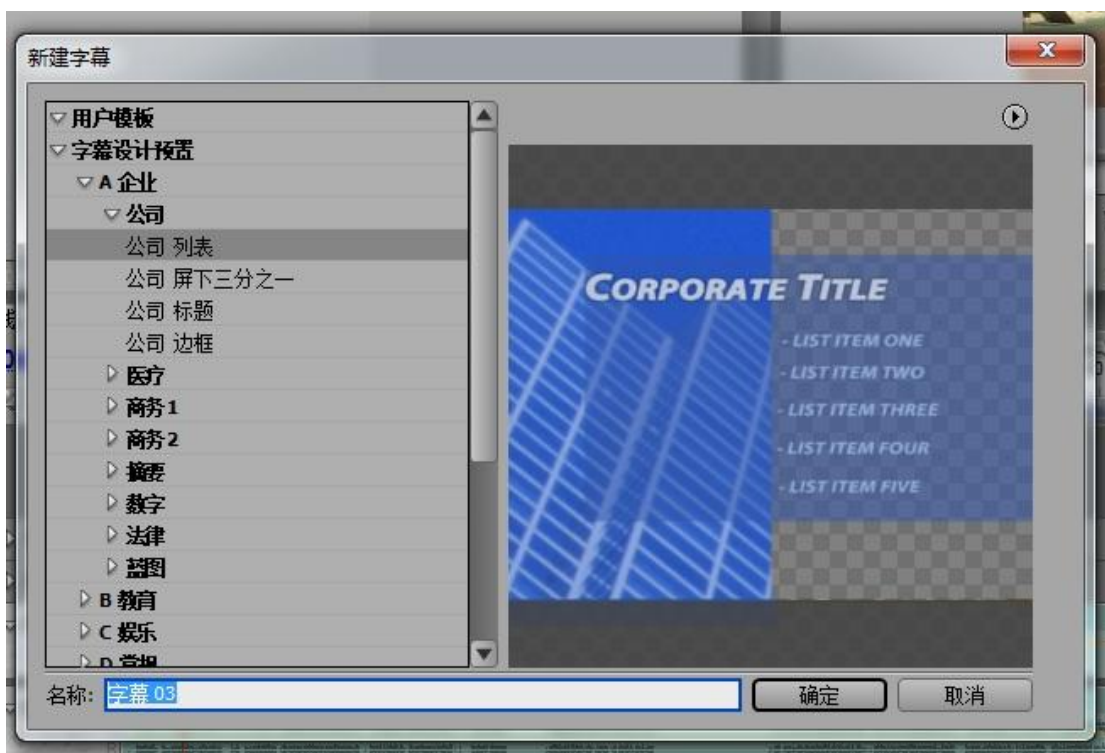 新建字幕
用户模板
字幕设计预置
A 企业
公司
公司 列表
公司 屏下三分之一
公司 标题
公司 边框
医疗
商务1
商务2
摘要
数字
法律
蓝图
B 教育
C 娱乐
D 常规
CORPORATE TITLE
- LIST ITEM ONE
- LIST ITEM TWO
- LIST ITEM THREE
- LIST ITEM FOUR
- LIST ITEM FIVE
名称: 字幕 03
确定
取消